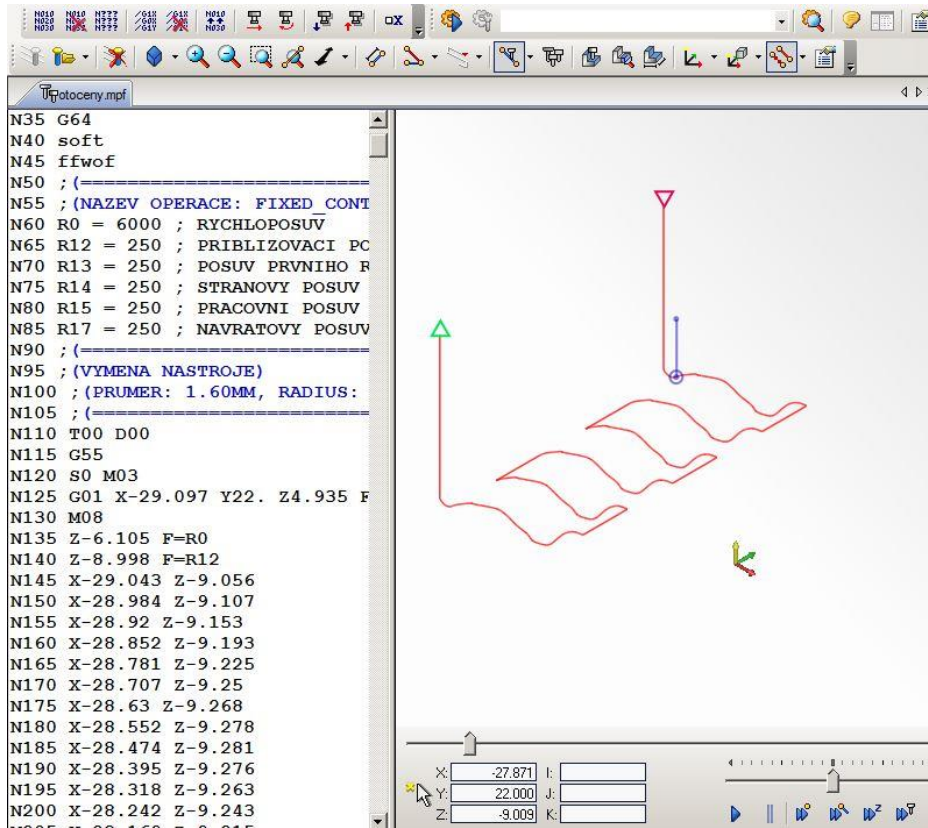 otoceny.mpf
N35 G64
N40 soft
N45 ffwof
N50 ;(=========================
N55 ;(NAZEV OPERACE: FIXED_CONT
N60 R0 = 6000 ; RYCHLOPOSUV
N65 R12 = 250 ; PRIBLIZOVACI PO
N70 R13 = 250 ; POSUV PRVNIHO R
N75 R14 = 250 ; STRANOVY POSUV
N80 R15 = 250 ; PRACOVNI POSUV
N85 R17 = 250 ; NAVRATOVY POSUV
N90 ;(=========================
N95 ;(VYMENA NASTROJE)
N100 ;(PRUMER: 1.60MM, RADIUS:
N105 ;(========================
N110 T00 D00
N115 G55
N120 S0 M03
N125 G01 X-29.097 Y22. Z4.935 F
N130 M08
N135 Z-6.105 F=R0
N140 Z-8.998 F=R12
N145 X-29.043 Z-9.056
N150 X-28.984 Z-9.107
N155 X-28.92 Z-9.153
N160 X-28.852 Z-9.193
N165 X-28.781 Z-9.225
N170 X-28.707 Z-9.25
N175 X-28.63 Z-9.268
N180 X-28.552 Z-9.278
N185 X-28.474 Z-9.281
N190 X-28.395 Z-9.276
N195 X-28.318 Z-9.263
N200 X-28.242 Z-9.243
X: -27.871 I:
Y: 22.000 J:
Z: -9.009 K: